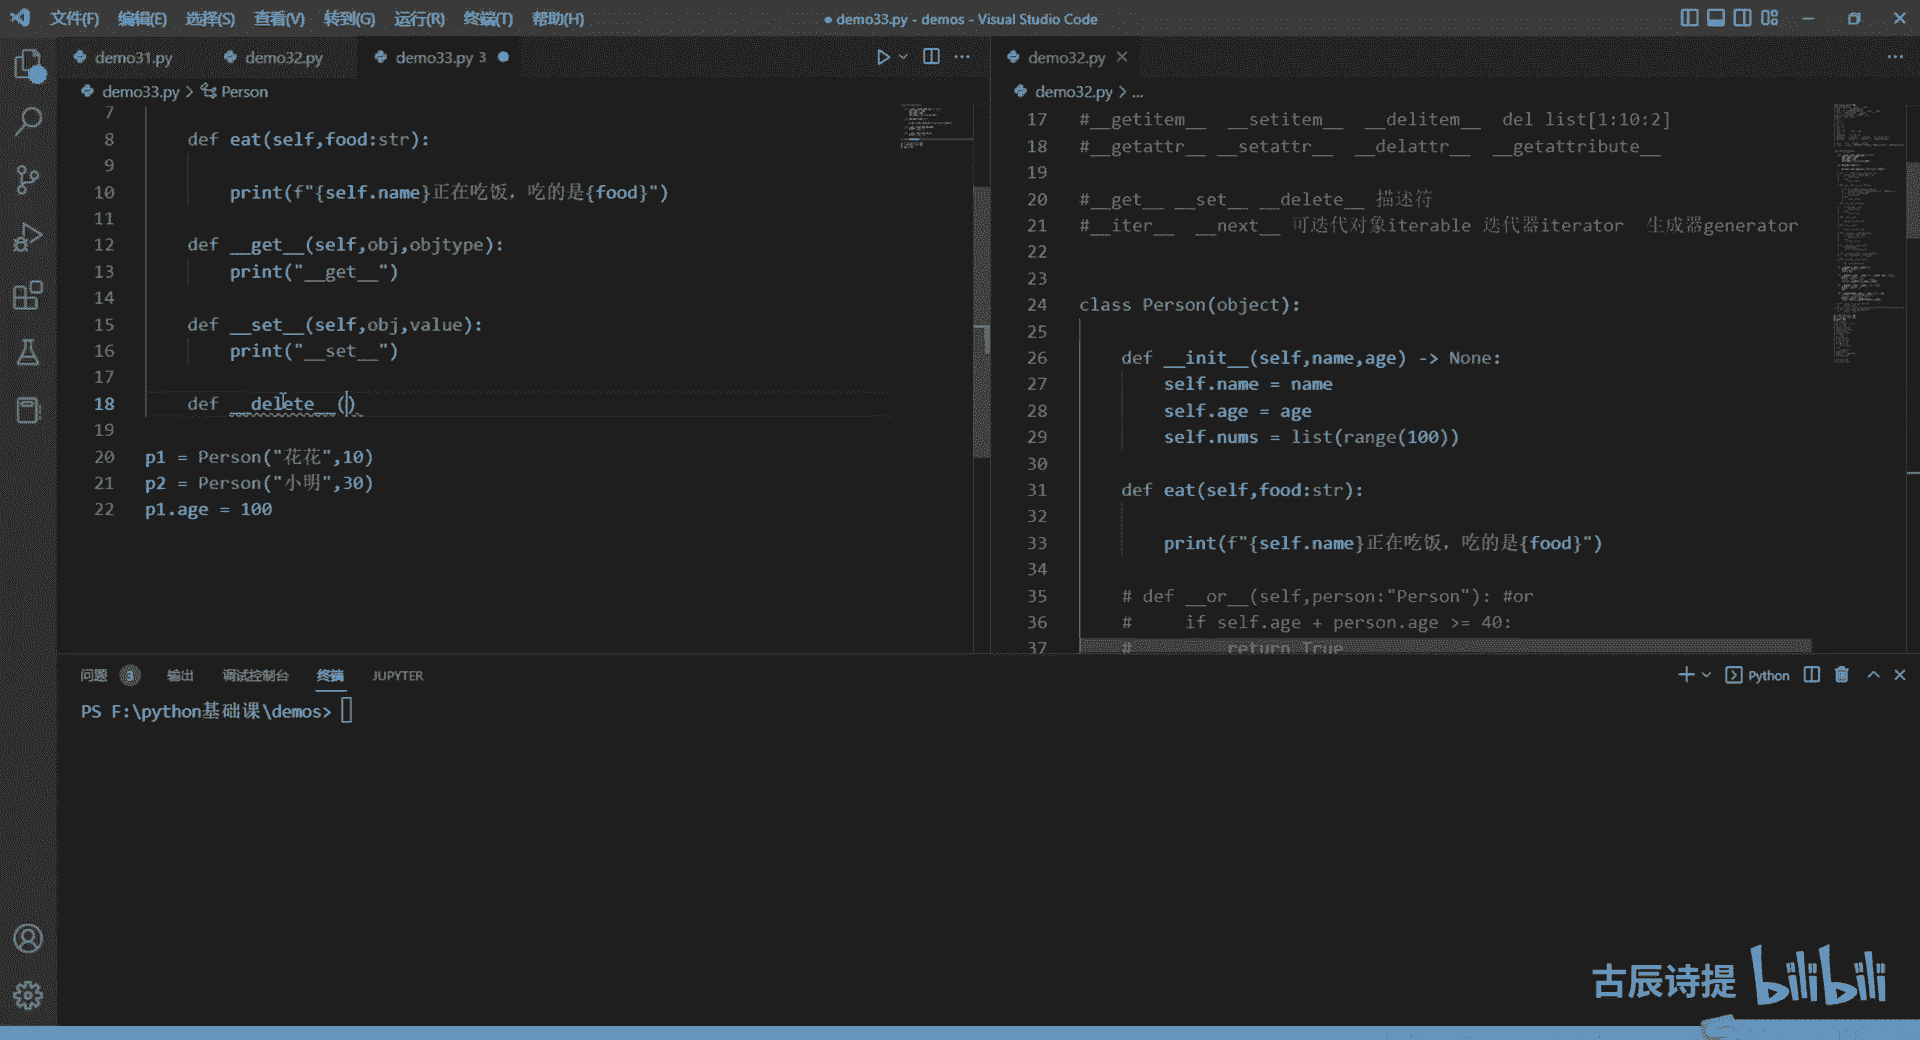 文件(F) 编辑(E) 选择(S) 查看(V) 转到(G) 运行(R) 终端(T) 帮助(H) ● demo33.py - demos - Visual Studio Code
demo31.py demo32.py demo33.py 3 ●
demo33.py > Person
7
8 def eat(self,food:str):
9
10 print(f"{self.name}正在吃饭，吃的是{food}")
11
12 def __get__(self,obj,objtype):
13 print("__get__")
14
15 def __set__(self,obj,value):
16 print("__set__")
17
18 def __delete__()
19
20 p1 = Person("花花",10)
21 p2 = Person("小明",30)
22 p1.age = 100
demo32.py
demo32.py > ...
17 #__getitem__ __setitem__ __delitem__ del list[1:10:2]
18 #__getattr__ __setattr__ __delattr__ __getattribute__
19
20 #__get__ __set__ __delete__ 描述符
21 #__iter__ __next__ 可迭代对象iterable 迭代器iterator 生成器generator
22
23
24 class Person(object):
25
26 def __init__(self,name,age) -> None:
27 self.name = name
28 self.age = age
29 self.nums = list(range(100))
30
31 def eat(self,food:str):
32
33 print(f"{self.name}正在吃饭，吃的是{food}")
34
35 # def __or__(self,person:"Person"): #or
36 # if self.age + person.age >= 40:
37 # return True
问题 3 输出 调试控制台 终端 JUPYTER
Python
PS F:\python基础课\demos>
古辰诗提 bilibili